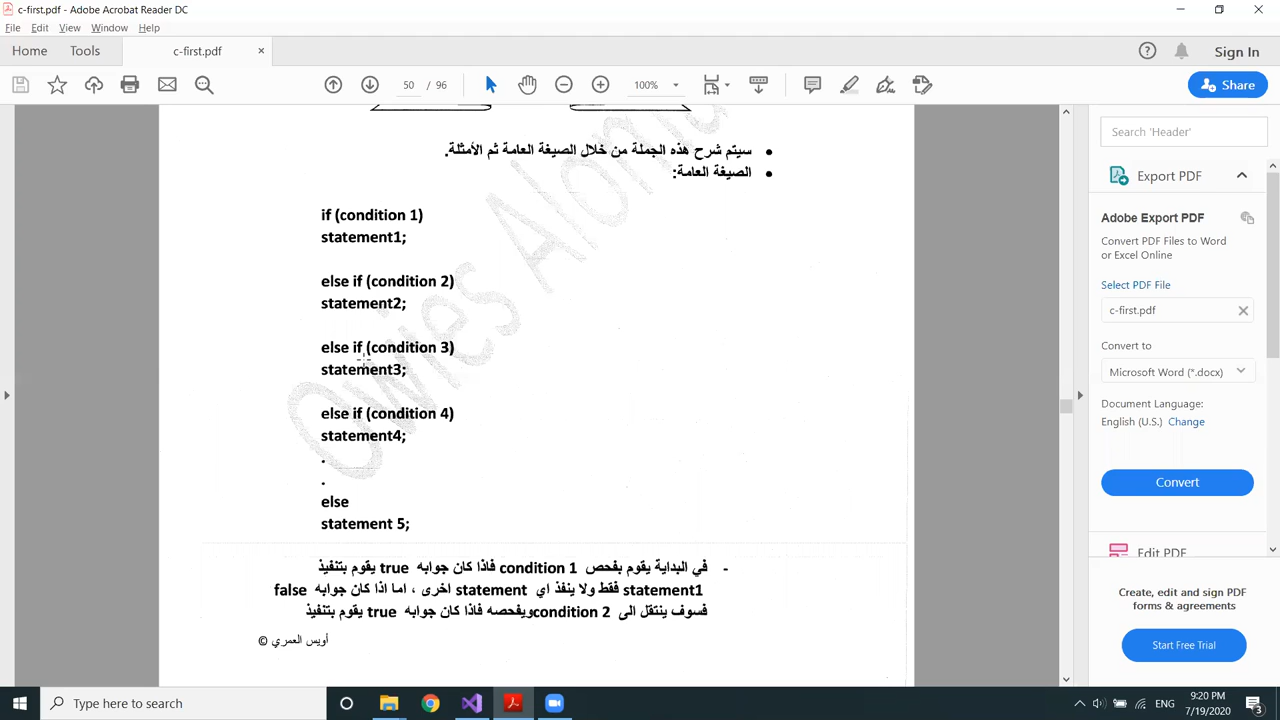 c-first.pdf - Adobe Acrobat Reader DC
File Edit View Window Help
Home Tools c-first.pdf × Sign In
50 / 96 100% Share
سيتم شرح هذه الجملة من خلال الصيغة العامة ثم الأمثلة.
الصيغة العامة:
if (condition 1)
statement1;
else if (condition 2)
statement2;
else if (condition 3)
statement3;
else if (condition 4)
statement4;
.
.
else
statement 5;
- في البداية يقوم بفحص condition 1 فاذا كان جوابه true يقوم بتنفيذ
statement1 فقط ولا ينفذ اي statement اخرى ، اما اذا كان جوابه false
فسوف ينتقل الى condition 2ويفحصه فاذا كان جوابه true يقوم بتنفيذ
أويس العمري ©
Owies Alom
Search 'Header'
Export PDF
Adobe Export PDF
Convert PDF Files to Word
or Excel Online
Select PDF File
c-first.pdf
Convert to
Microsoft Word (*.docx)
Document Language:
English (U.S.) Change
Convert
Edit PDF
Create, edit and sign PDF
forms & agreements
Start Free Trial
Type here to search
ENG
9:20 PM
7/19/2020
3